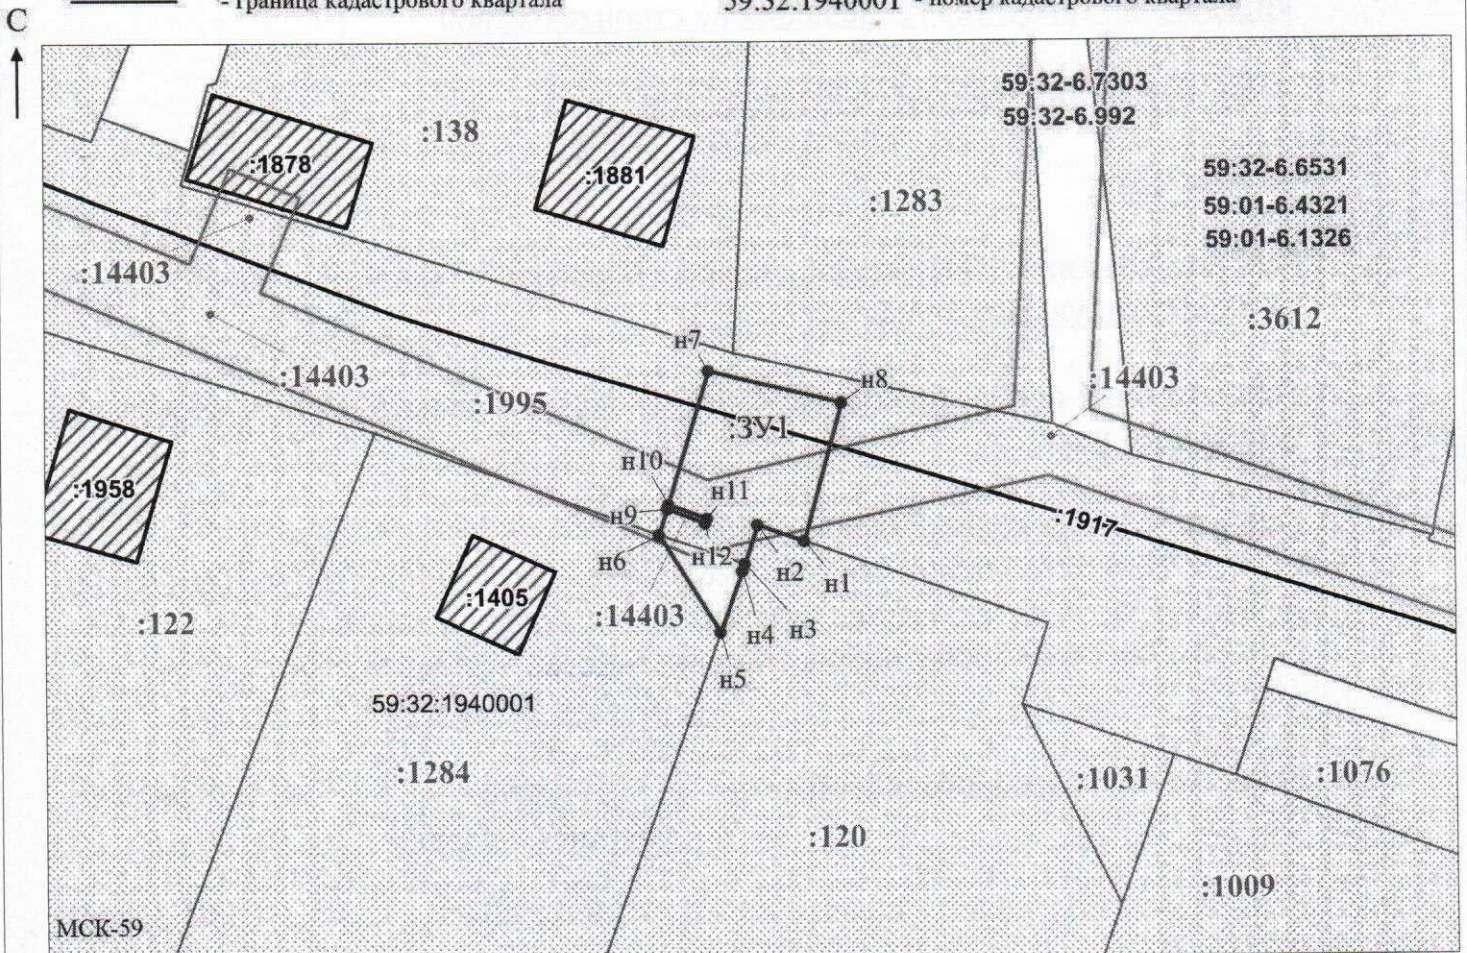 - граница кадастрового квартала
59:32:1940001 - номер кадастрового квартала
С
59:32-6.7303
59:32-6.992
:138
:1878
:1881
59:32-6.6531
:1283
59:01-6.4321
59:01-6.1326
:14403
:3612
н7
:14403
:14403
н8
:1995
:ЗУ1
н10
н11
:1958
н9
:1917
н6
н12
н2
н1
:1405
:14403
:122
н4
н3
н5
59:32:1940001
:1284
:1031
:1076
:120
:1009
МСК-59